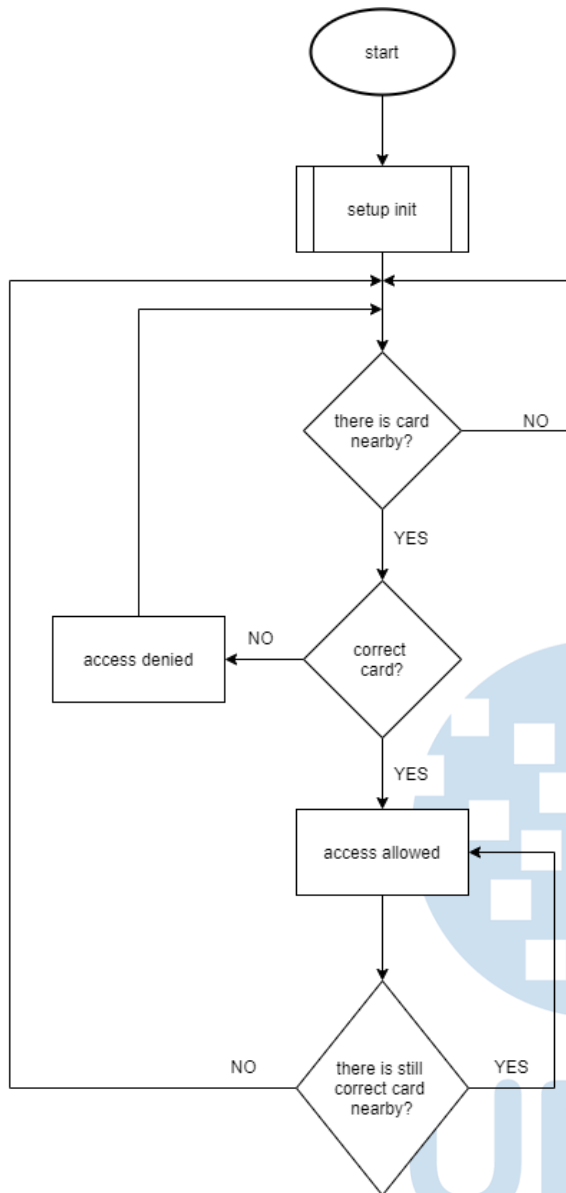 start
setup init
there is card
nearby?
NO
YES
correct
card?
NO
access denied
YES
access allowed
there is still
correct card
nearby?
NO
YES